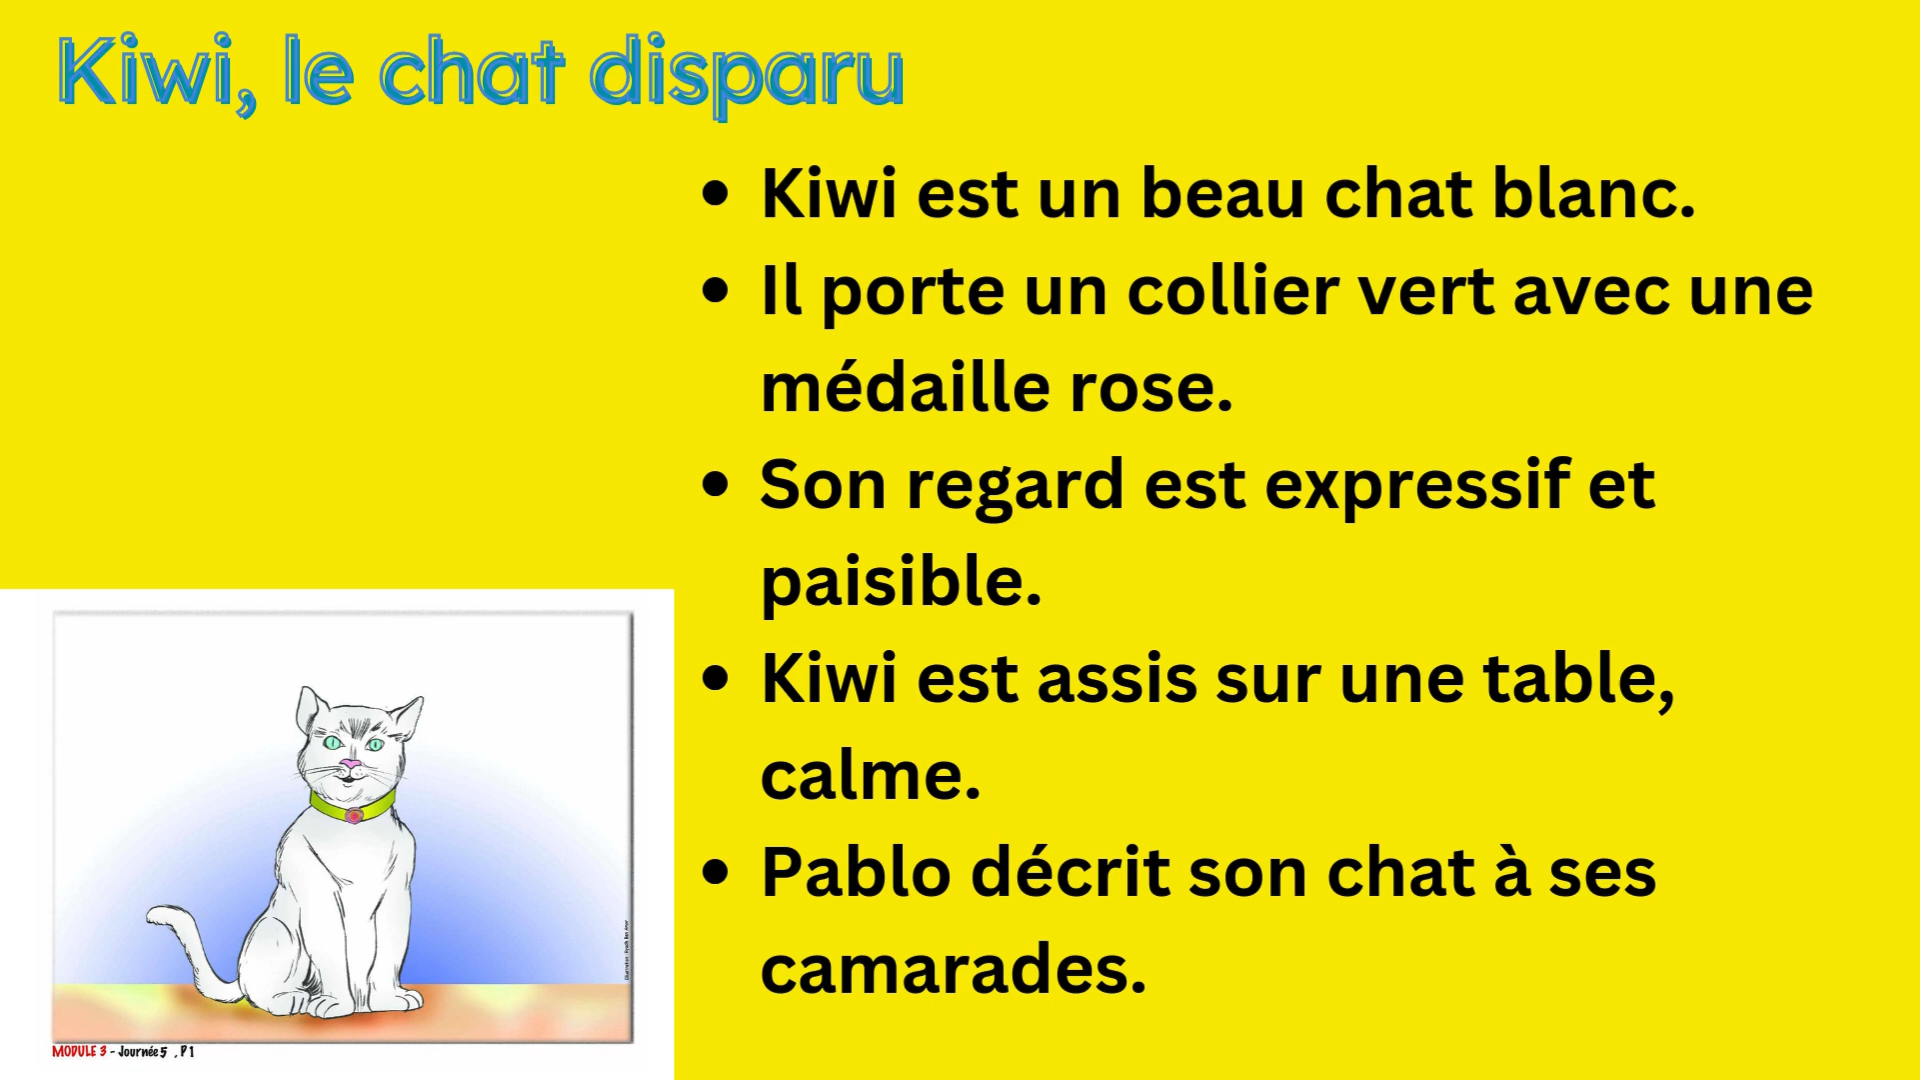 Kiwi, le chat disparu
• Kiwi est un beau chat blanc.
• Il porte un collier vert avec une
médaille rose.
• Son regard est expressif et
paisible.
• Kiwi est assis sur une table,
calme.
• Pablo décrit son chat à ses
camarades.
MODULE 3 - Journée 5 , P 1